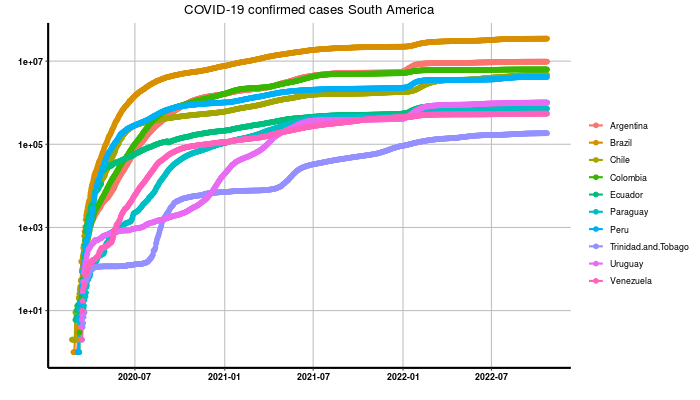 COVID-19 confirmed cases South America
1e+07
1e+05
1e+03
1e+01
2020-07
2021-01
2021-07
2022-01
2022-07
Argentina
Brazil
Chile
Colombia
Ecuador
Paraguay
Peru
Trinidad.and.Tobago
Uruguay
Venezuela